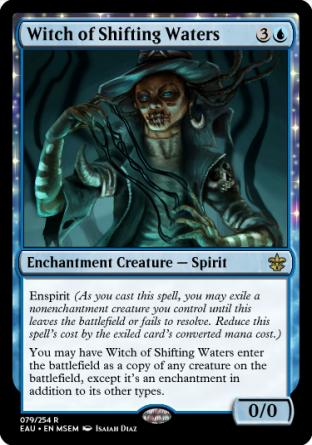 Witch of Shifting Waters 3
Enchantment Creature — Spirit
Enspirit (As you cast this spell, you may exile a
nonenchantment creature you control until this
leaves the battlefield or fails to resolve. Reduce this
spell's cost by the exiled card's converted mana cost.)
You may have Witch of Shifting Waters enter
the battlefield as a copy of any creature on the
battlefield, except it's an enchantment in
addition to its other types.
0/0
079/254 R
EAU • EN MSEM Isaiah Diaz